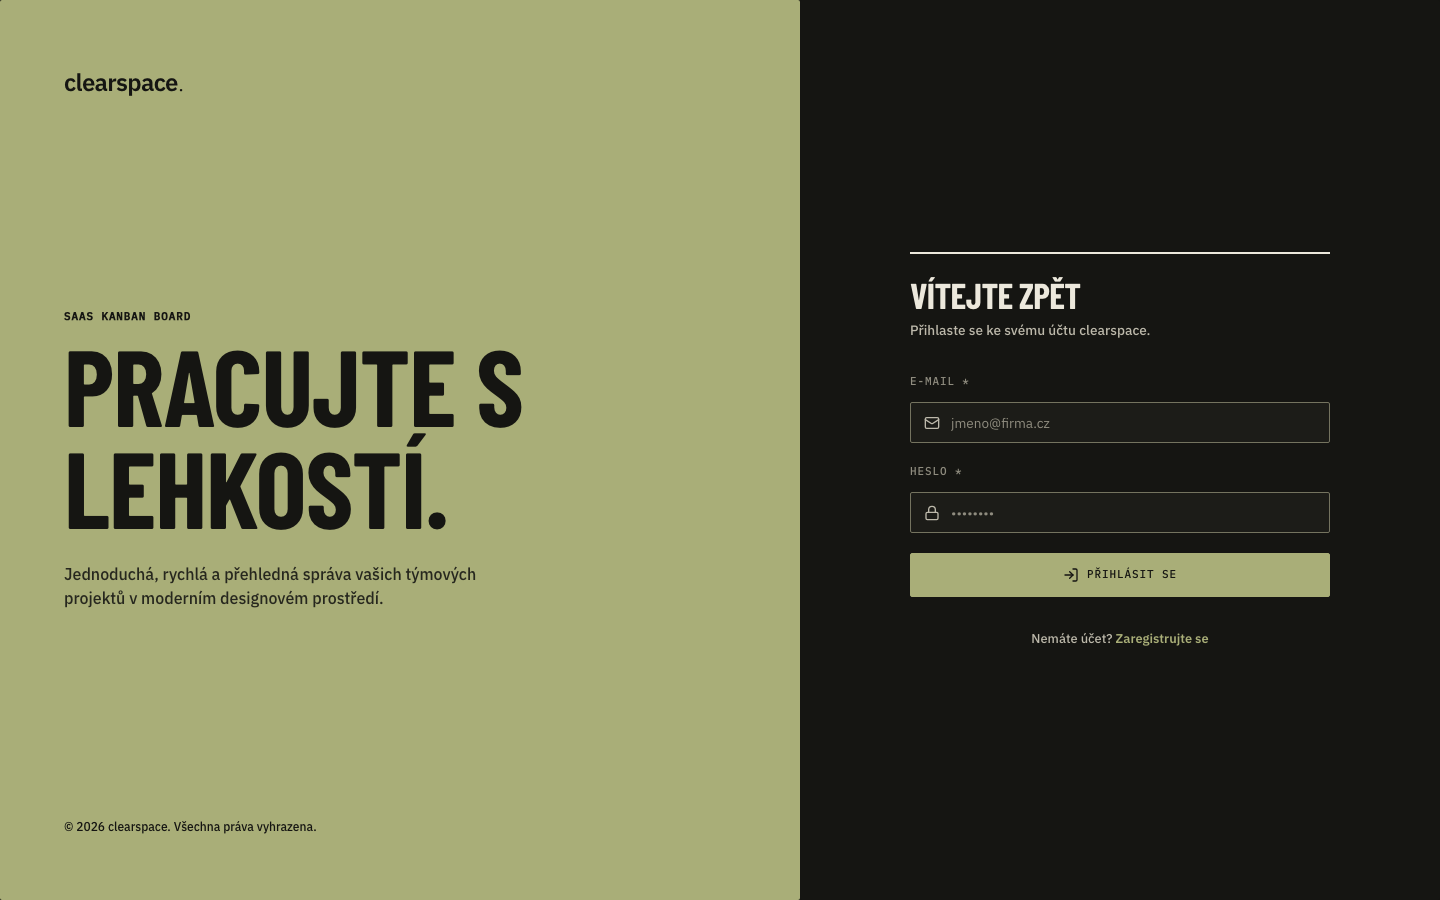 clearspace.
SAAS KANBAN BOARD
PRACUJTE S
LEHKOSTÍ.
Jednoduchá, rychlá a přehledná správa vašich týmových
projektů v moderním designovém prostředí.
© 2026 clearspace. Všechna práva vyhrazena.
VÍTEJTE ZPĚT
Přihlaste se ke svému účtu clearspace.
E-MAIL *
jmeno@firma.cz
HESLO *
••••••••
PŘIHLÁSIT SE
Nemáte účet? Zaregistrujte se